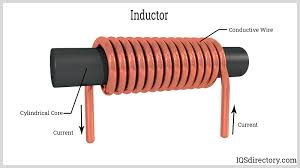 Inductor
Conductive Wire
Cylindrical Core
Current
Current
IQSdirectory.com